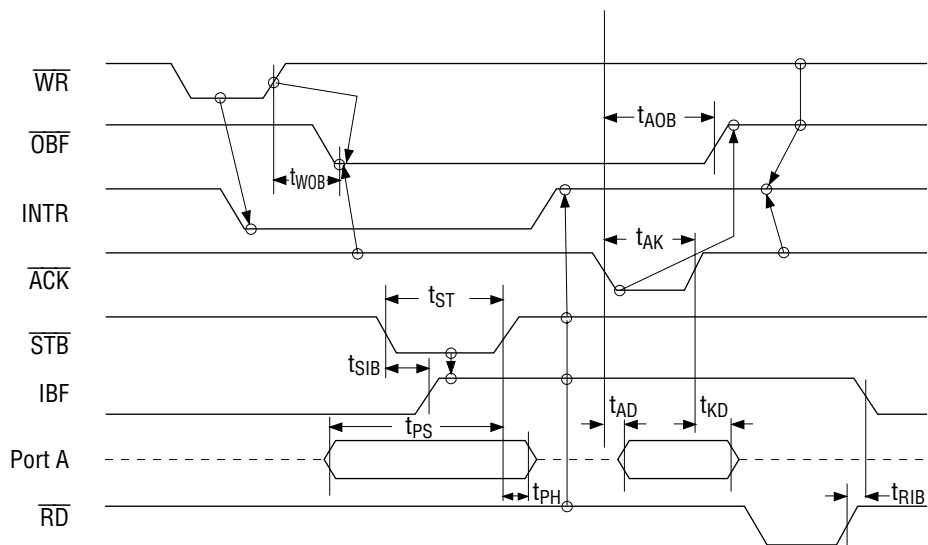 WR
OBF
tAOB
tWOB
INTR
tAK
ACK
tST
STB
tSIB
IBF
tAD
tKD
tPS
Port A
tPH
tRIB
RD